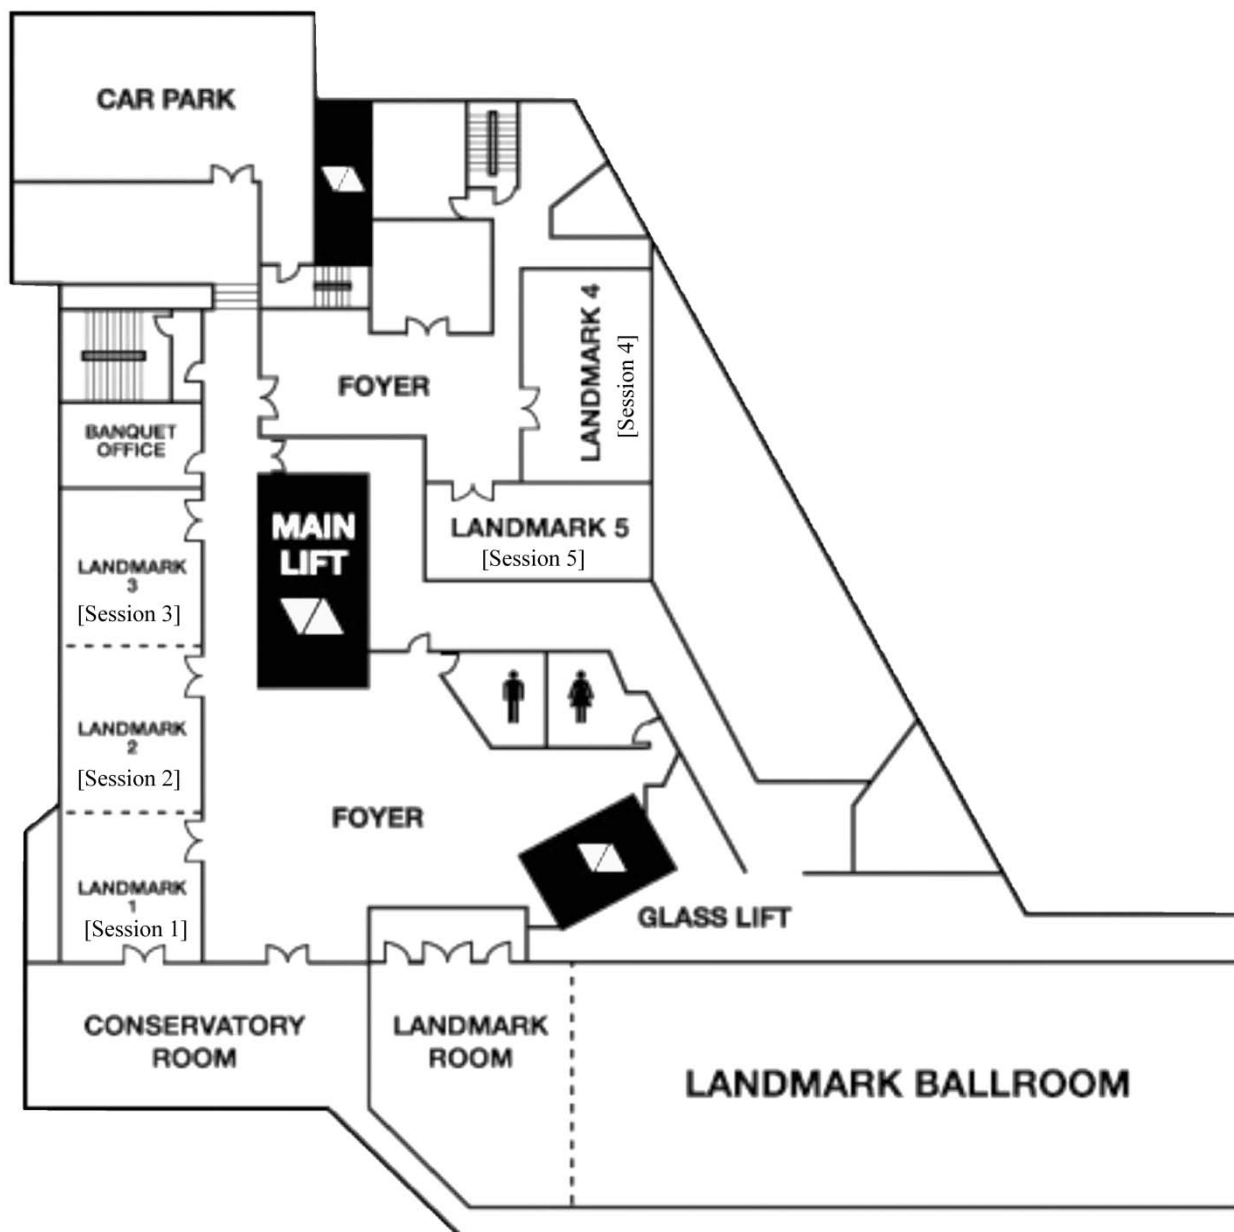 CAR PARK
LANDMARK 4
[Session 4]
FOYER
BANQUET
OFFICE
MAIN
LIFT
LANDMARK 5
[Session 5]
LANDMARK
3
[Session 3]
LANDMARK
2
[Session 2]
FOYER
LANDMARK
1
[Session 1]
GLASS LIFT
CONSERVATORY
ROOM
LANDMARK
ROOM
LANDMARK BALLROOM